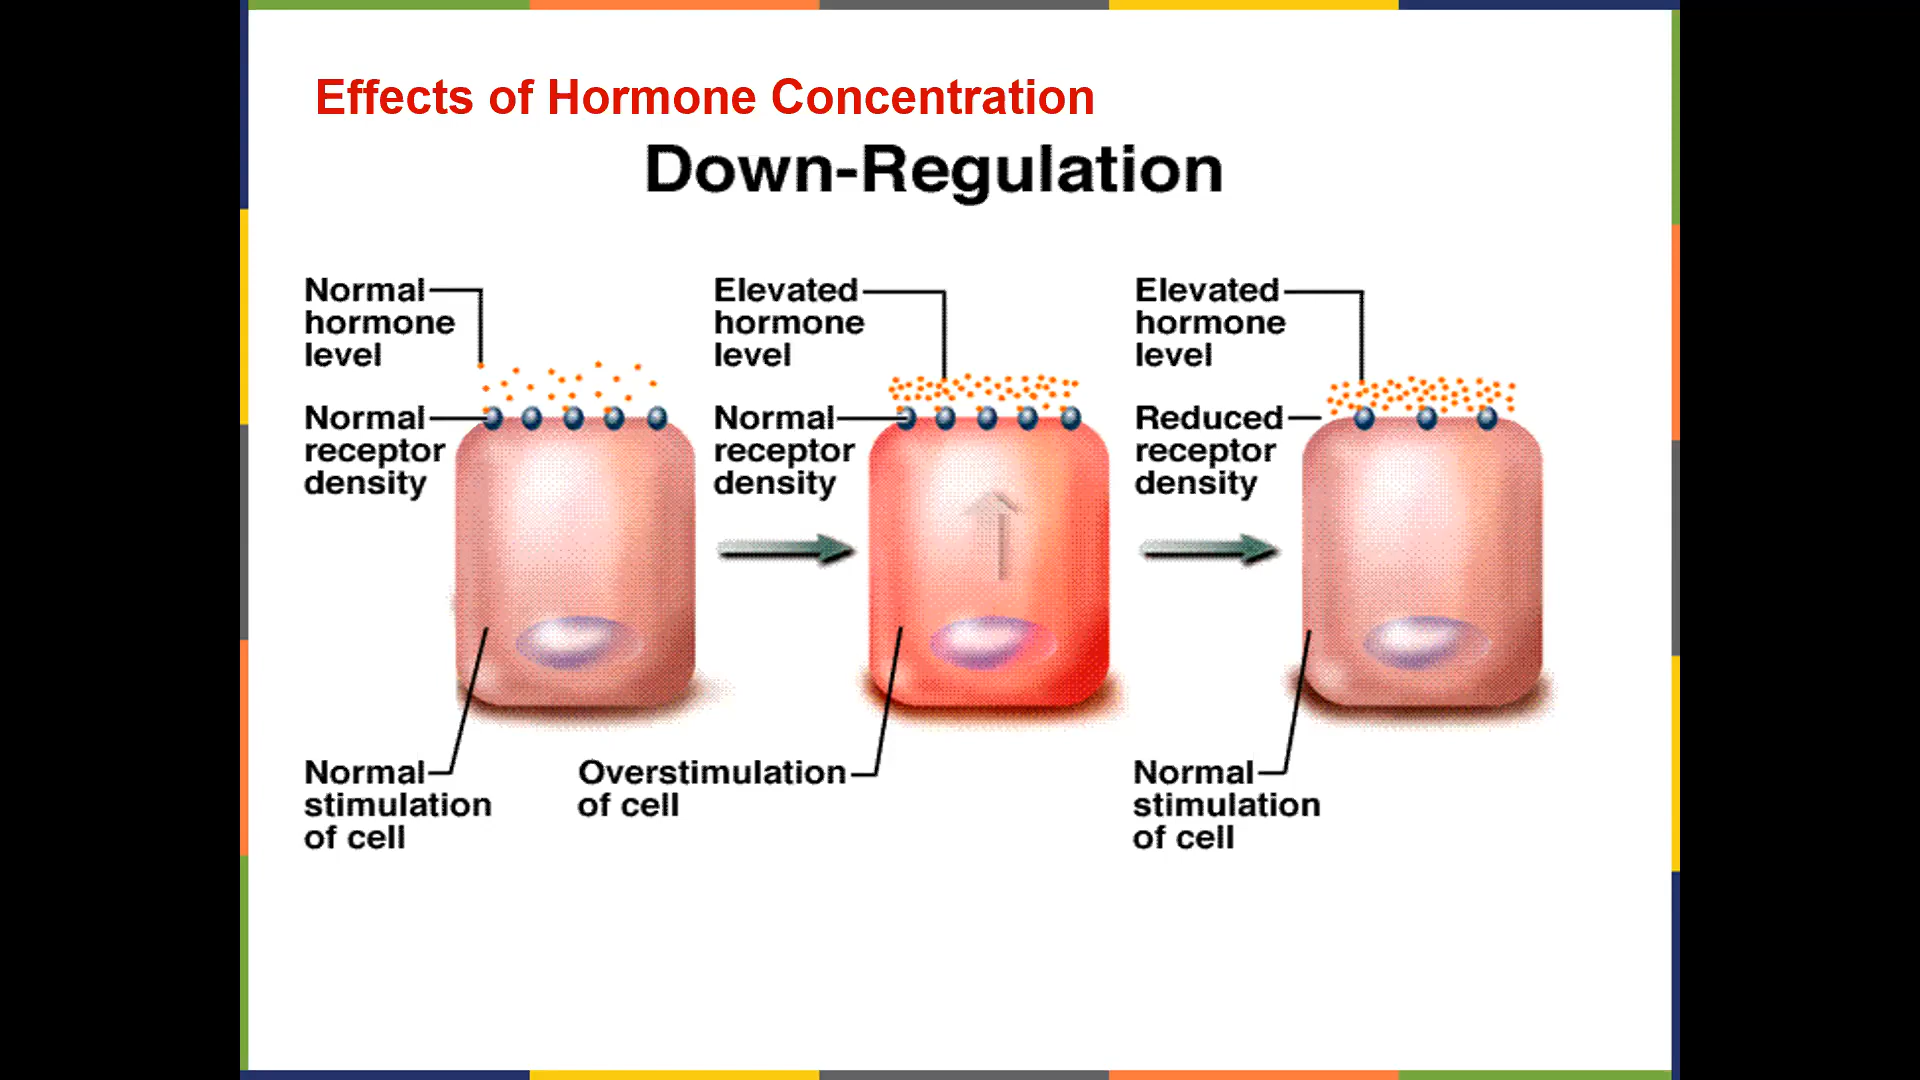 Effects of Hormone Concentration
Down-Regulation
Normal
hormone
level
Normal
receptor
density
Normal
stimulation
of cell
Elevated
hormone
level
Normal
receptor
density
Overstimulation
of cell
Elevated
hormone
level
Reduced
receptor
density
Normal
stimulation
of cell